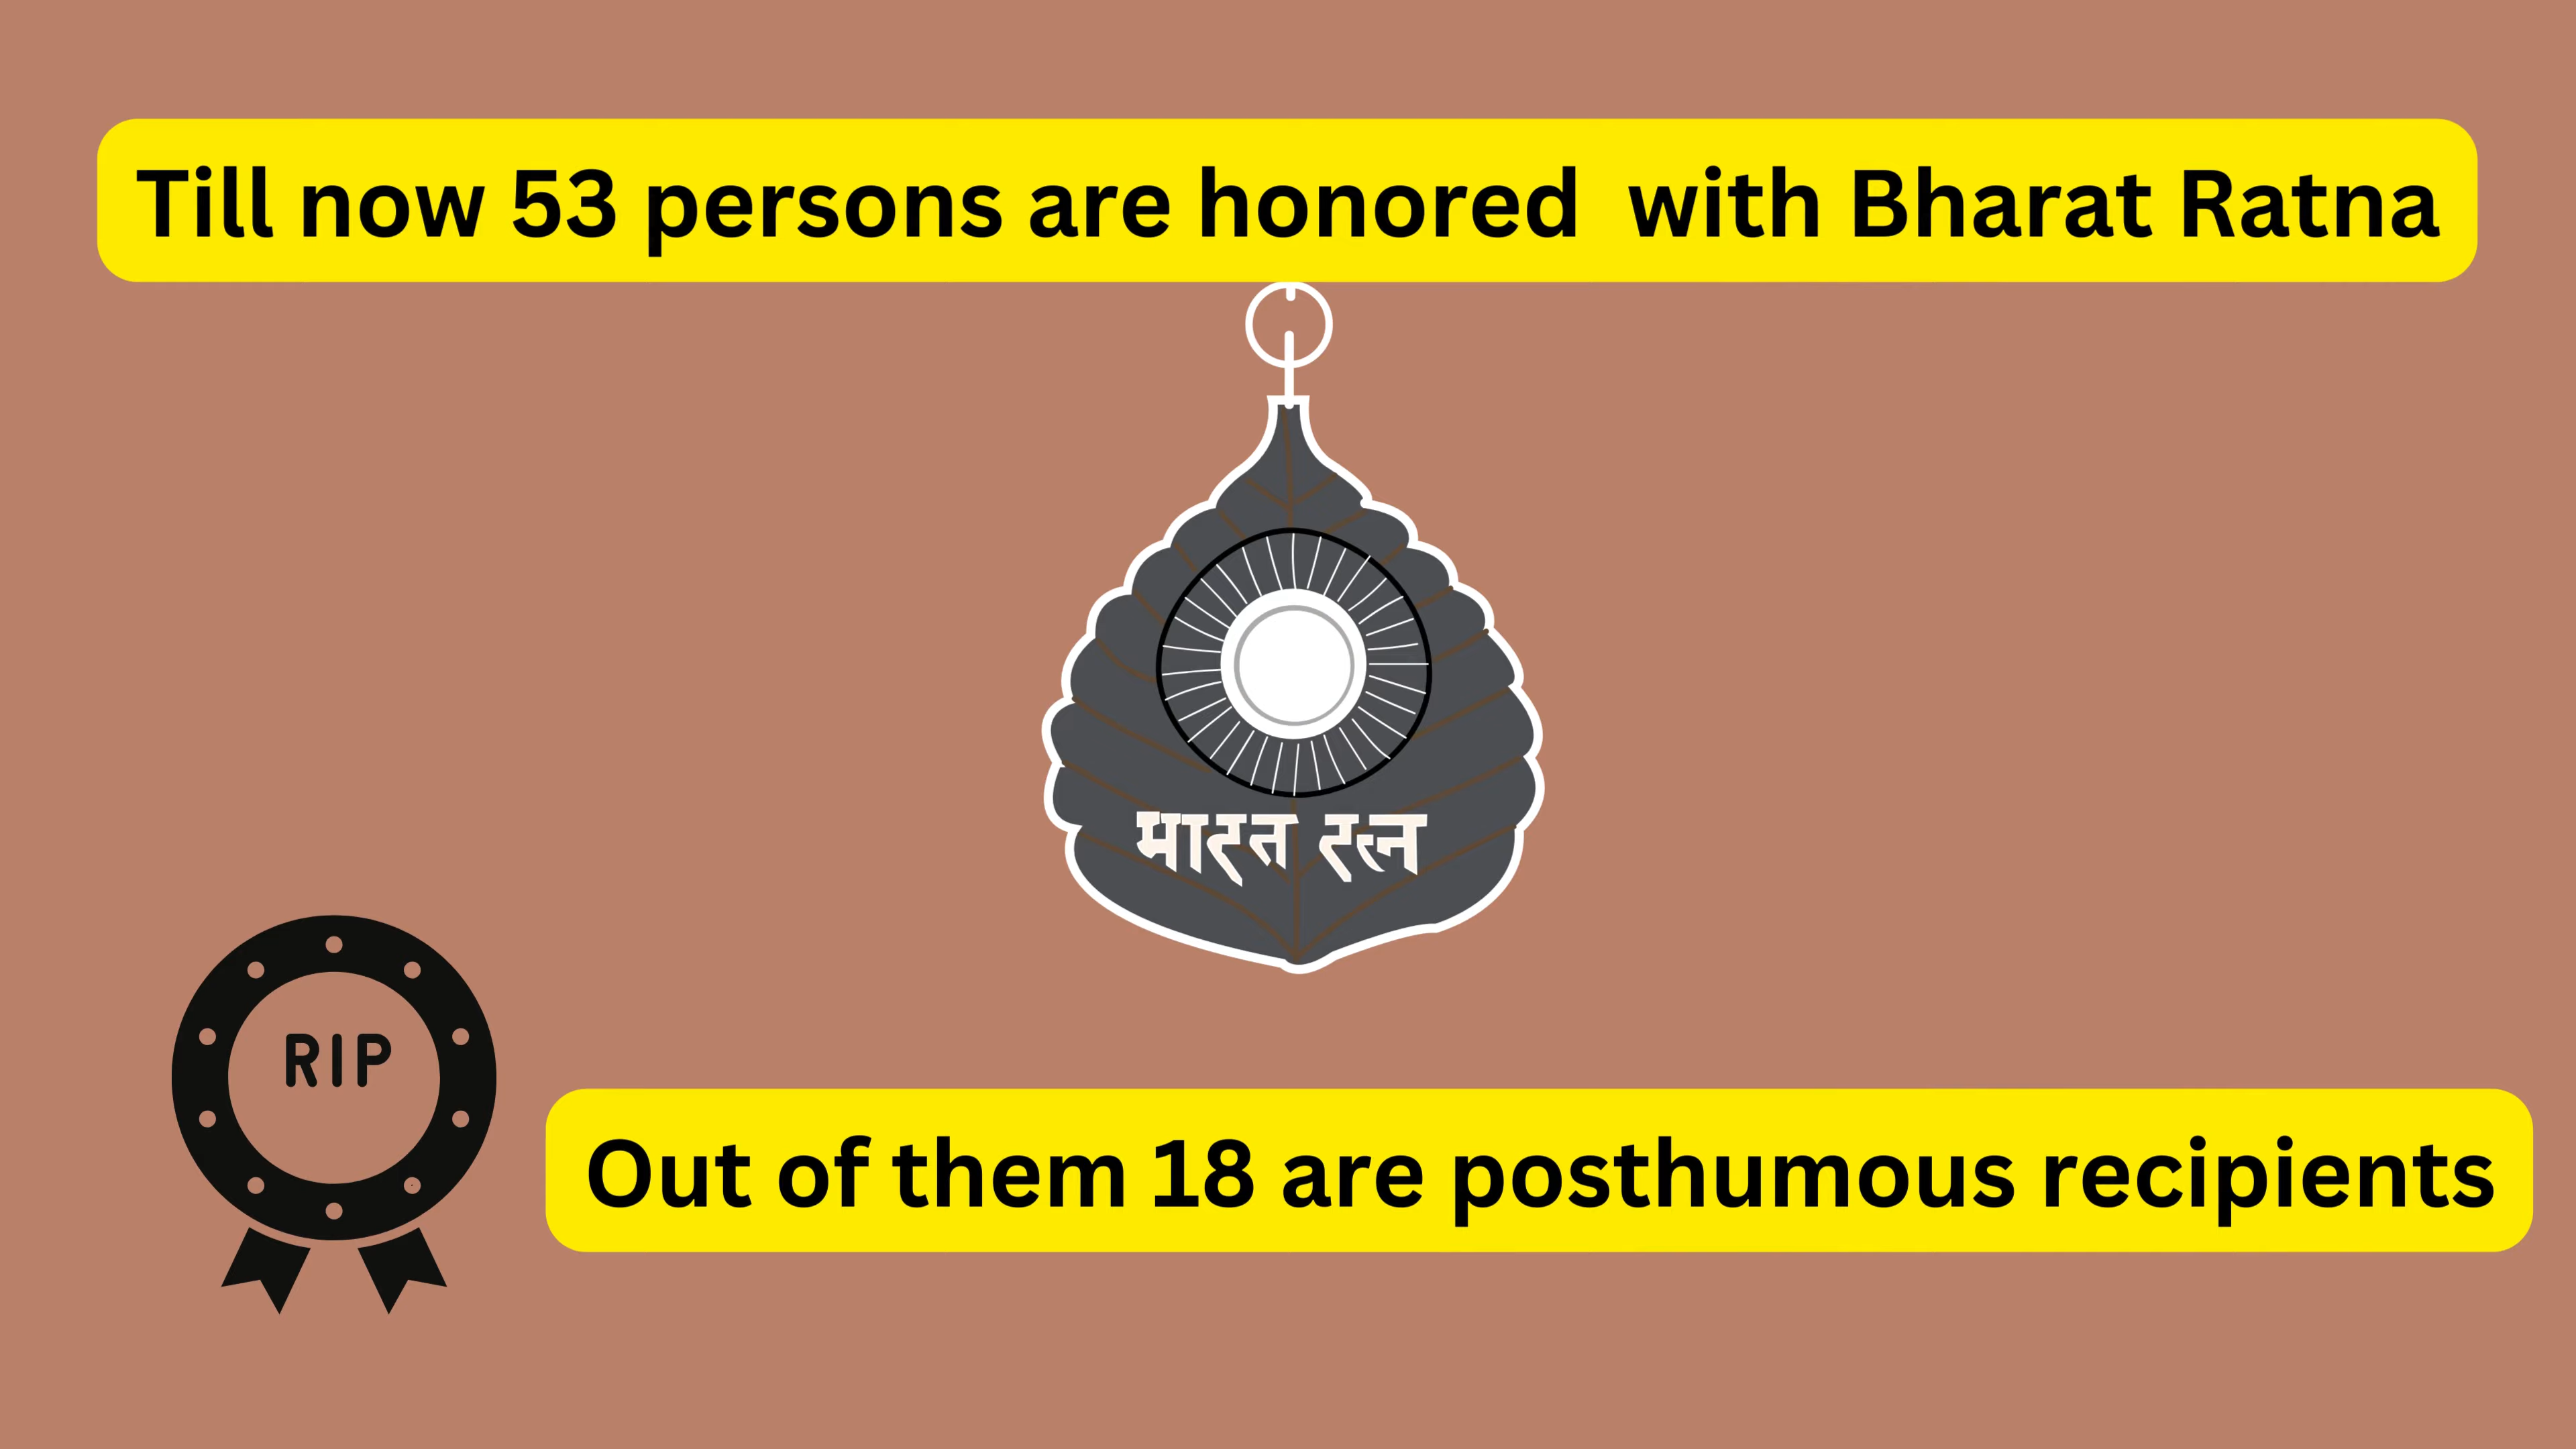 Till now 53 persons are honored  with Bharat Ratna
भारत रत्न
RIP
Out of them 18 are posthumous recipients